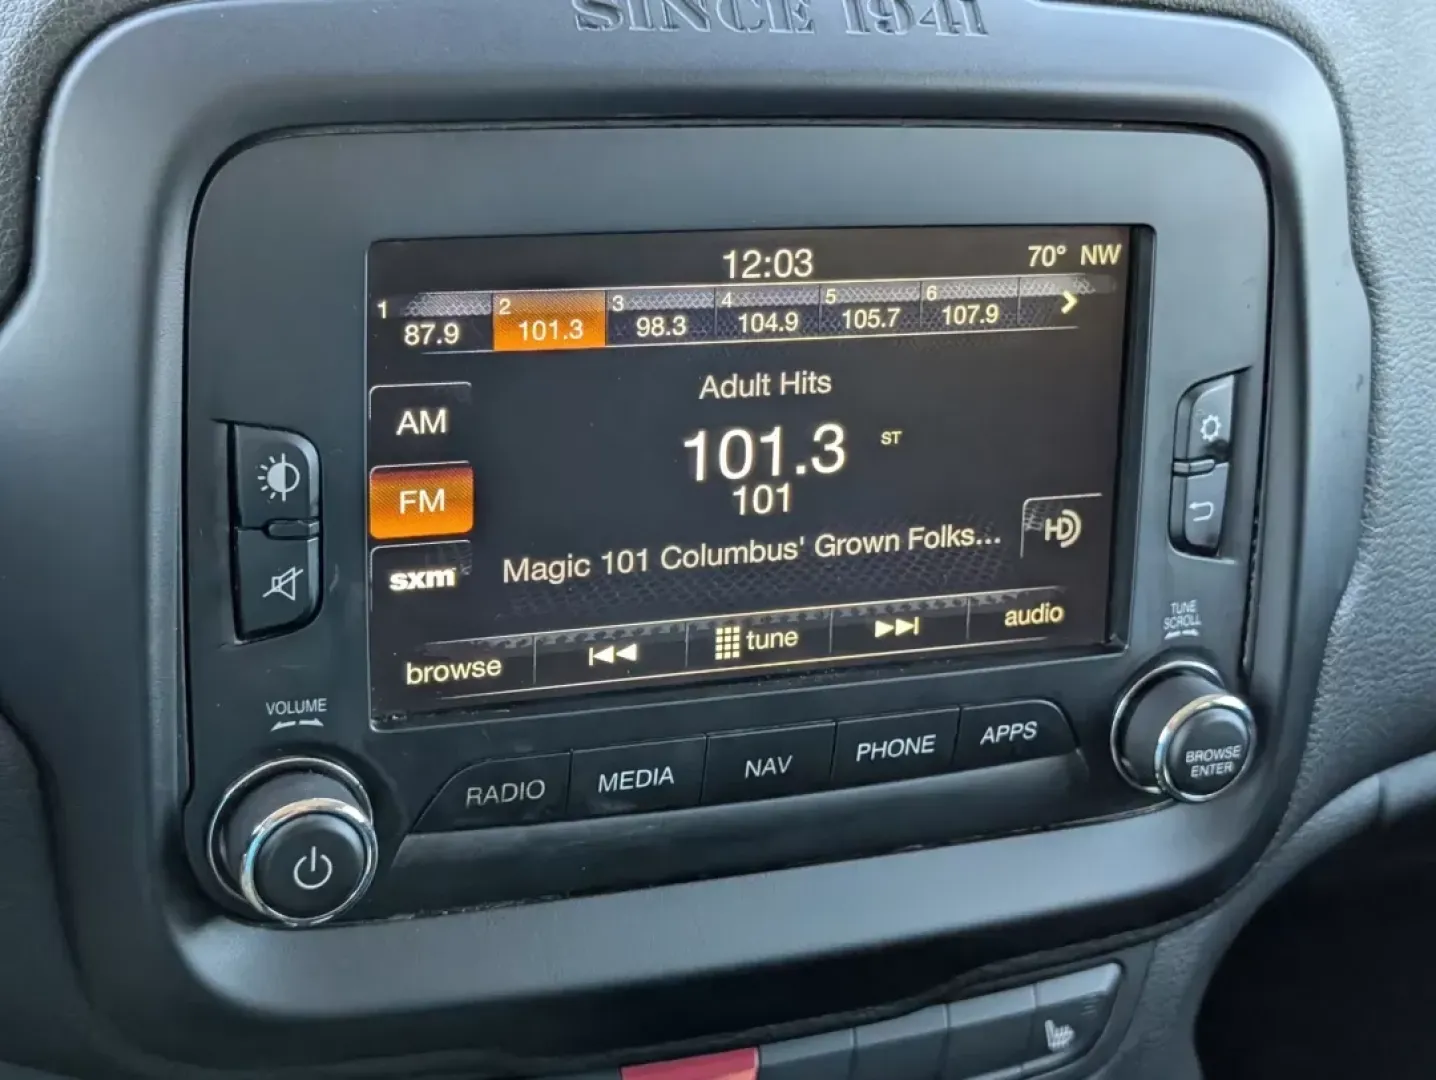 SINCE 1941
12:03
70° NW
1 87.9
2 101.3
3 98.3
4 104.9
5 105.7
6 107.9
Adult Hits
AM
101.3 ST
FM
101
HD
Magic 101 Columbus' Grown Folks...
sxm
browse
tune
audio
VOLUME
TUNE
SCROLL
RADIO
MEDIA
NAV
PHONE
APPS
BROWSE
ENTER